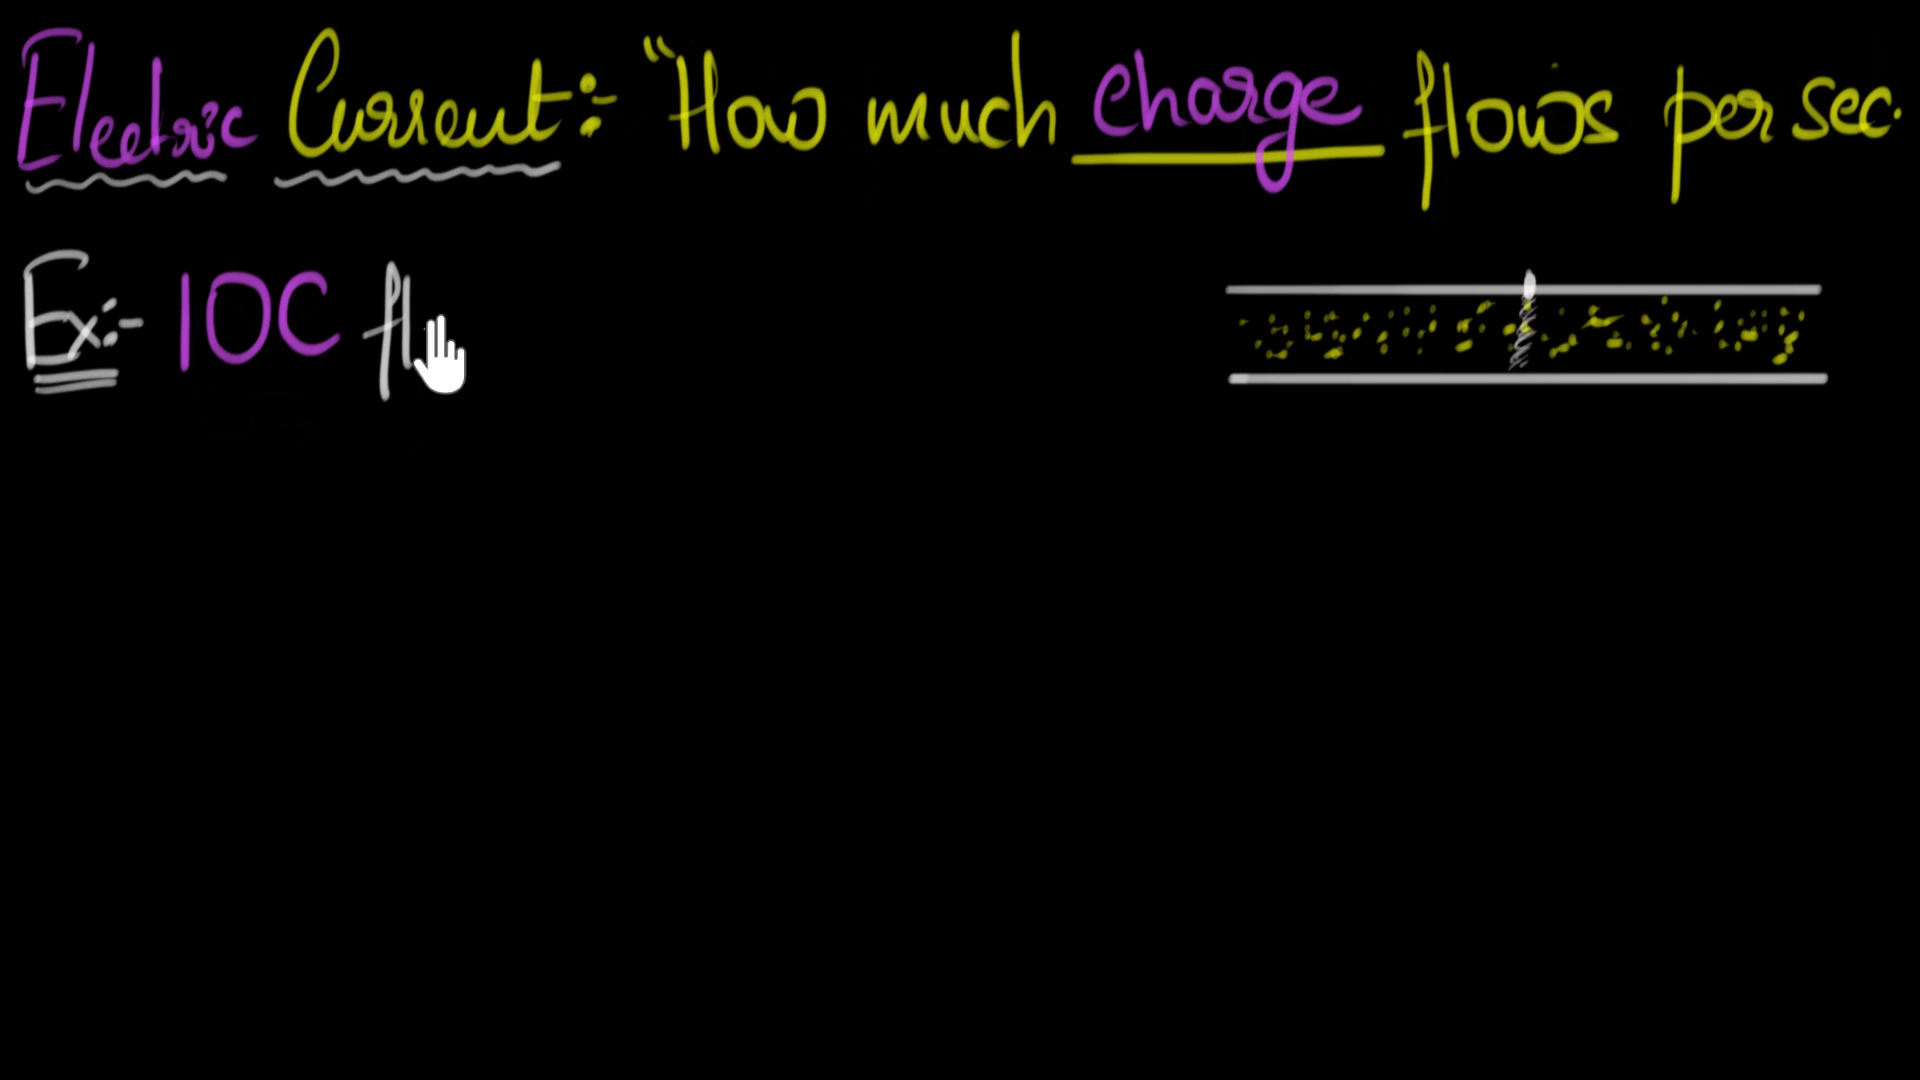 Electric Current:- "How much charge flows per sec.
Ex:- 10C fl